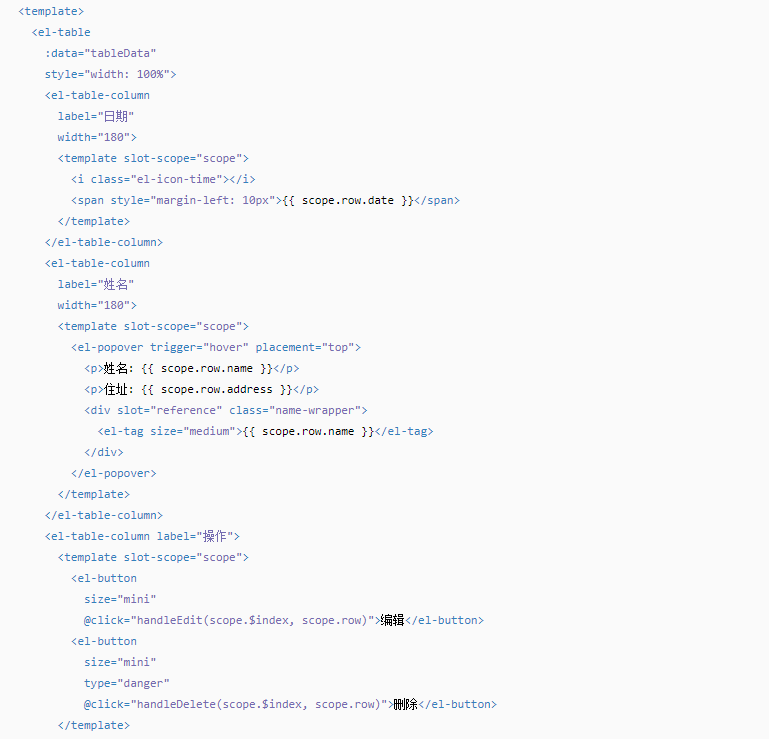 <template>
  <el-table
    :data="tableData"
    style="width: 100%">
    <el-table-column
      label="日期"
      width="180">
      <template slot-scope="scope">
        <i class="el-icon-time"></i>
        <span style="margin-left: 10px">{{ scope.row.date }}</span>
      </template>
    </el-table-column>
    <el-table-column
      label="姓名"
      width="180">
      <template slot-scope="scope">
        <el-popover trigger="hover" placement="top">
          <p>姓名: {{ scope.row.name }}</p>
          <p>住址: {{ scope.row.address }}</p>
          <div slot="reference" class="name-wrapper">
            <el-tag size="medium">{{ scope.row.name }}</el-tag>
          </div>
        </el-popover>
      </template>
    </el-table-column>
    <el-table-column label="操作">
      <template slot-scope="scope">
        <el-button
          size="mini"
          @click="handleEdit(scope.$index, scope.row)">编辑</el-button>
        <el-button
          size="mini"
          type="danger"
          @click="handleDelete(scope.$index, scope.row)">删除</el-button>
      </template>